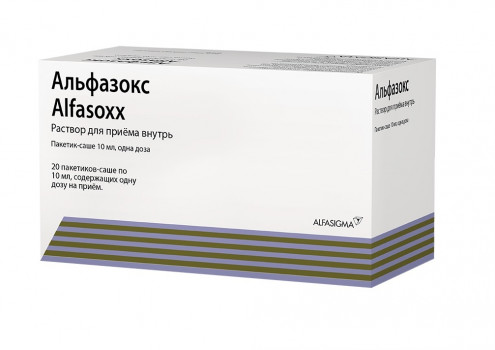 Альфазокс
Alfasoxx
Раствор для приёма внутрь
Пакетик-саше 10 мл, одна доза
20 пакетиков-саше по
10 мл, содержащих одну
дозу на приём.
ALFASIGMA
Альфазокс
Раствор для приёма внутрь